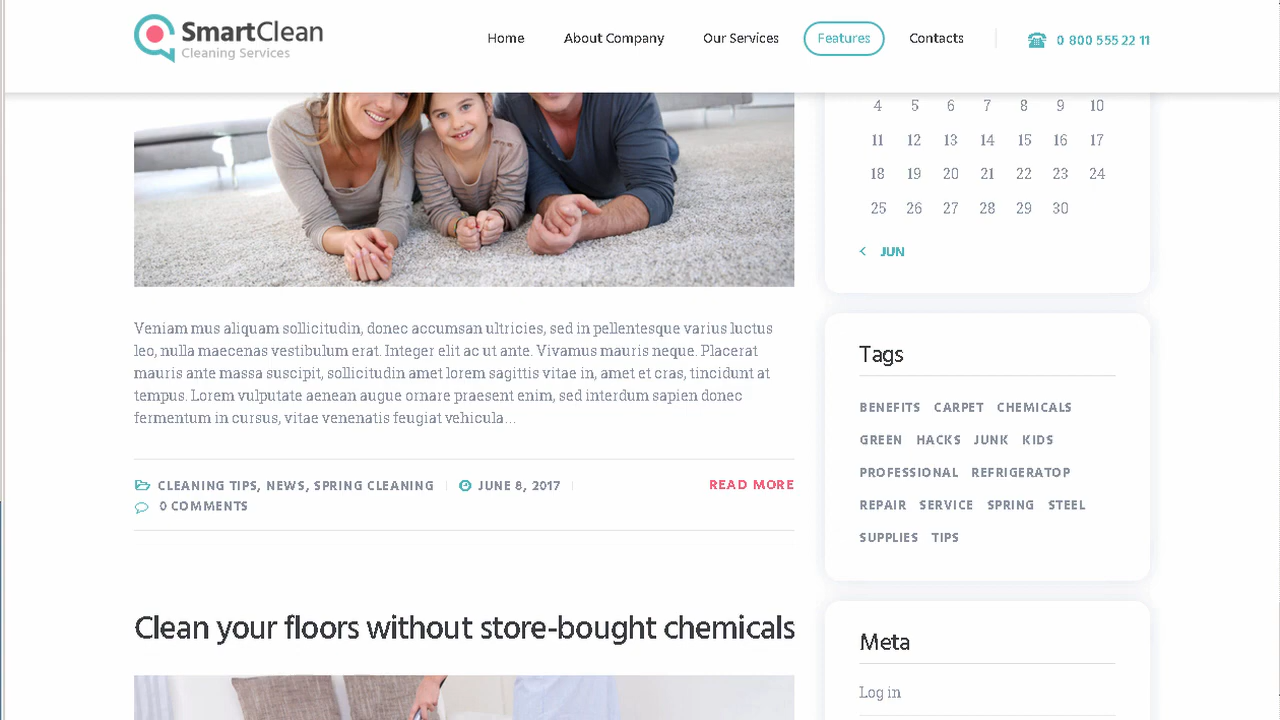 SmartClean
Cleaning Services
Home About Company Our Services Features Contacts 0 800 555 22 11
4 5 6 7 8 9 10
11 12 13 14 15 16 17
18 19 20 21 22 23 24
25 26 27 28 29 30
< JUN
Veniam mus aliquam sollicitudin, donec accumsan ultricies, sed in pellentesque varius luctus
leo, nulla maecenas vestibulum erat. Integer elit ac ut ante. Vivamus mauris neque. Placerat
mauris ante massa suscipit, sollicitudin amet lorem sagittis vitae in, amet et cras, tincidunt at
tempus. Lorem vulputate aenean augue ornare praesent enim, sed interdum sapien donec
fermentum in cursus, vitae venenatis feugiat vehicula...
CLEANING TIPS, NEWS, SPRING CLEANING JUNE 8, 2017 READ MORE
0 COMMENTS
Clean your floors without store-bought chemicals
Tags
BENEFITS CARPET CHEMICALS
GREEN HACKS JUNK KIDS
PROFESSIONAL REFRIGERATOP
REPAIR SERVICE SPRING STEEL
SUPPLIES TIPS
Meta
Log in